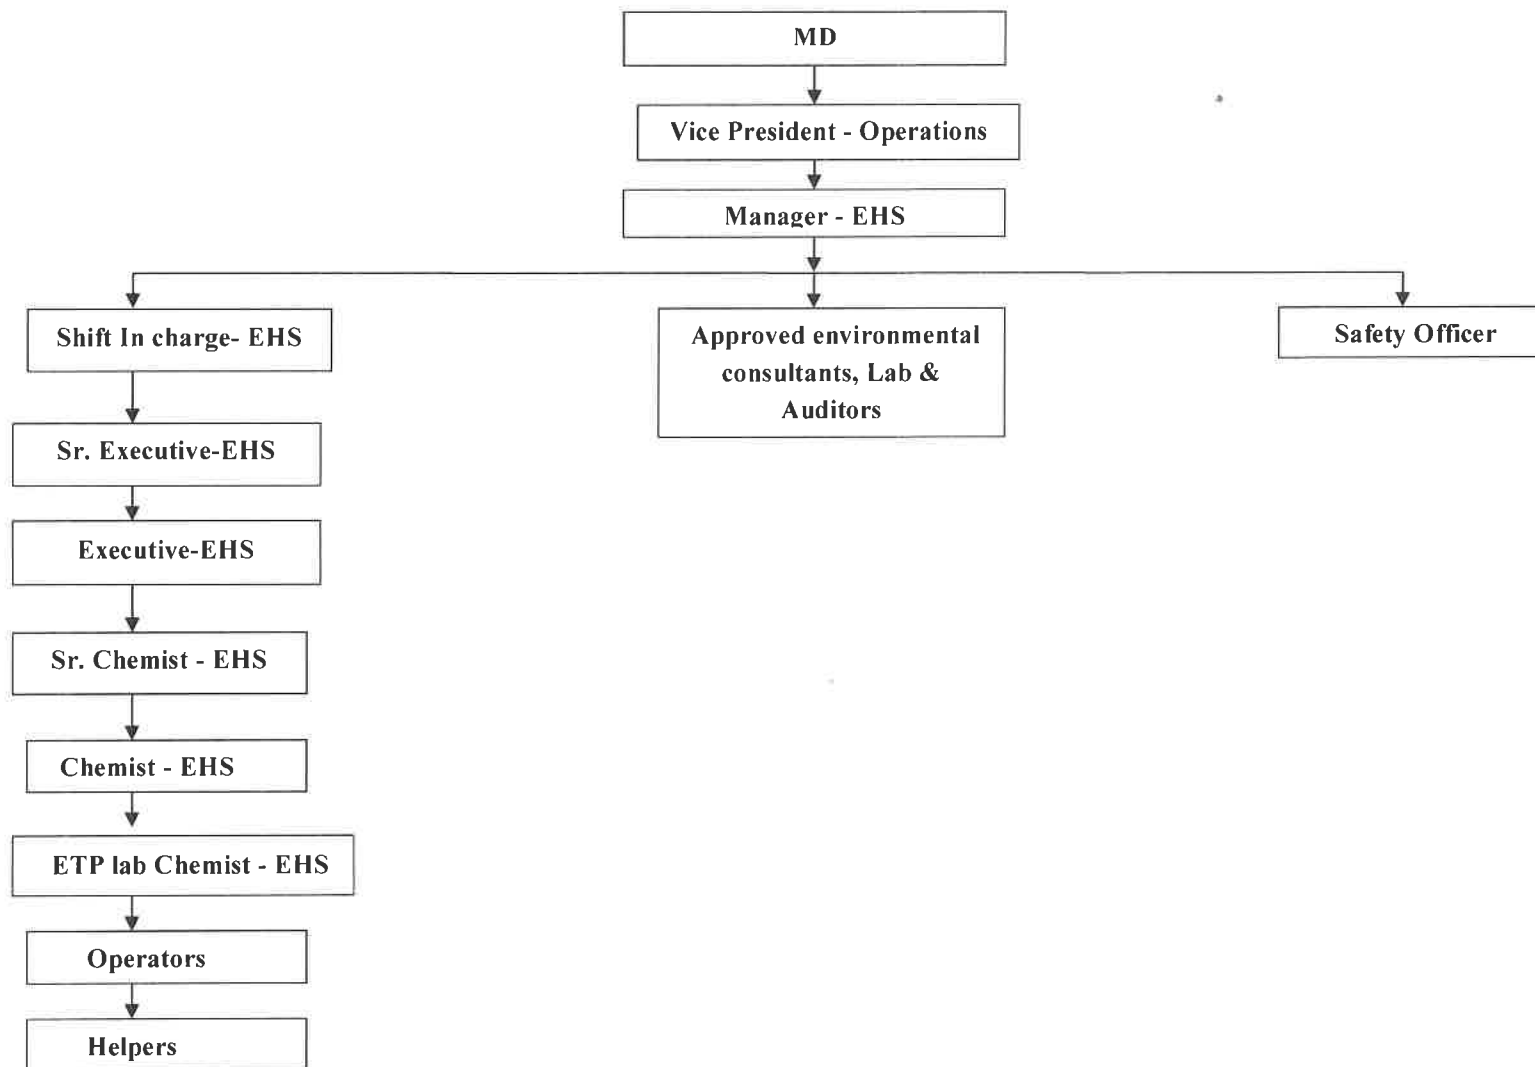 MD
Vice President - Operations
Manager - EHS
Shift In charge- EHS
Approved environmental
consultants, Lab &
Auditors
Safety Officer
Sr. Executive-EHS
Executive-EHS
Sr. Chemist - EHS
Chemist - EHS
ETP lab Chemist - EHS
Operators
Helpers